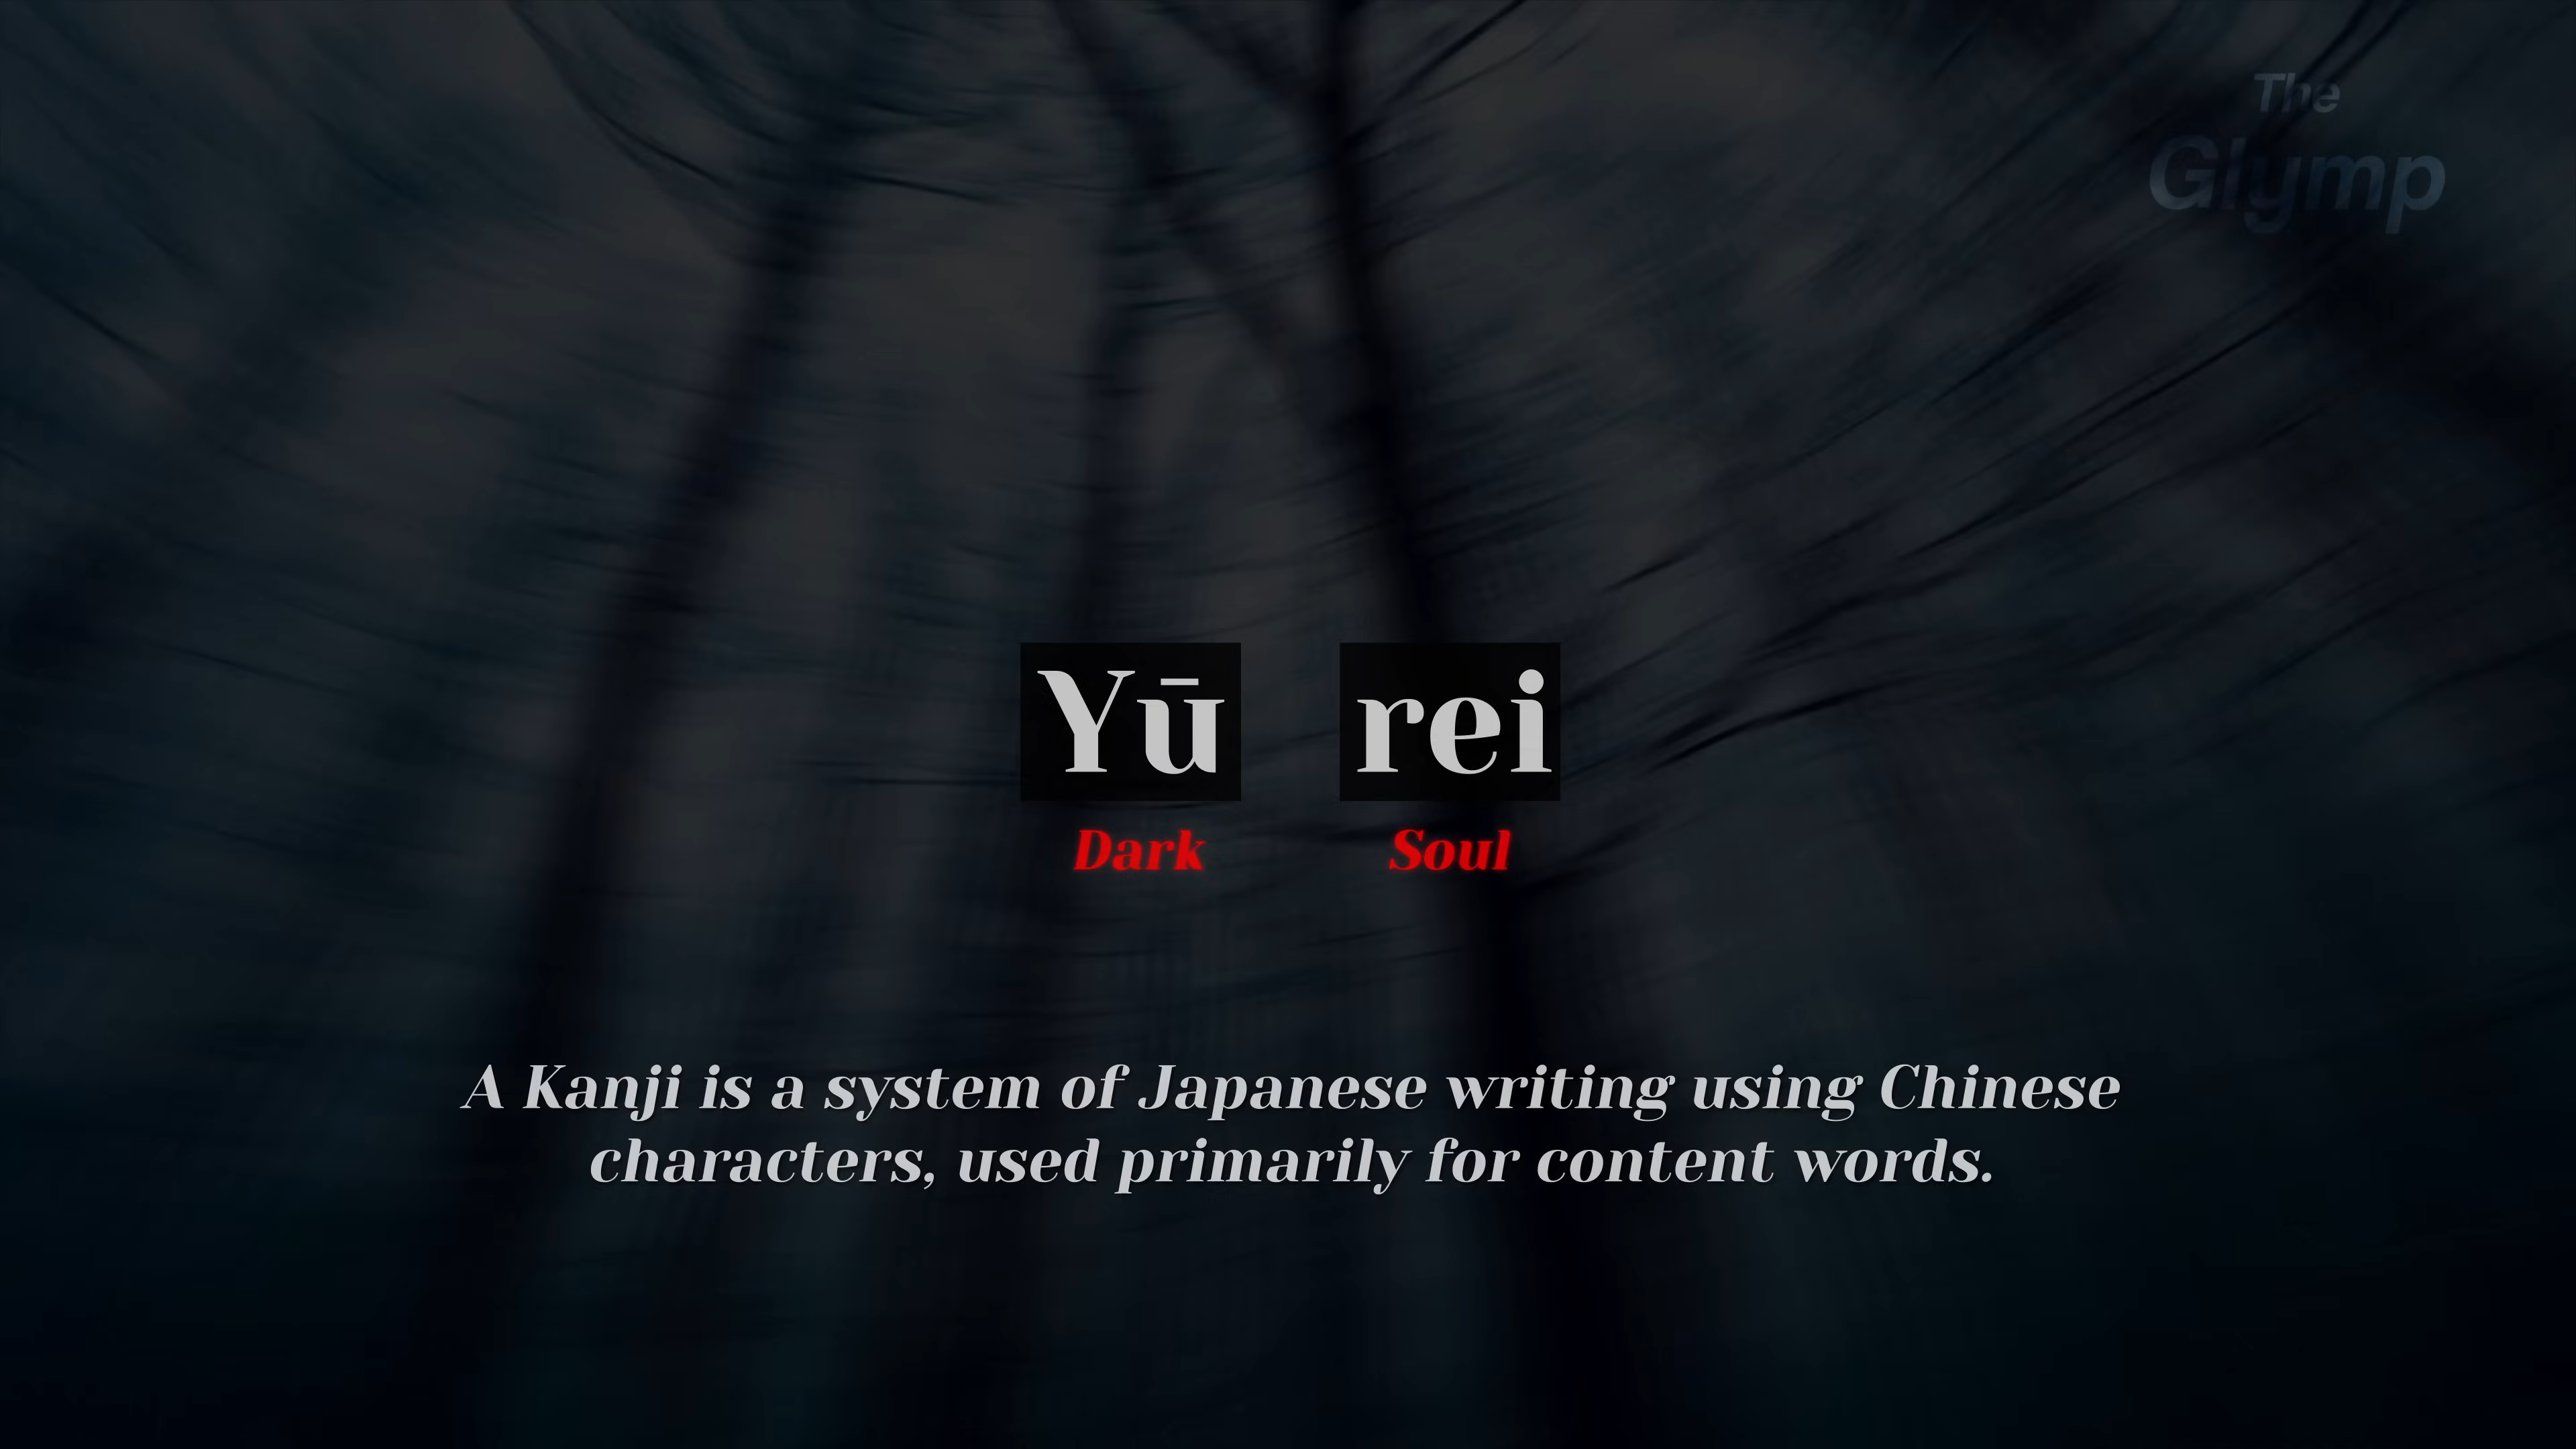 The
Glymp
Yū rei
Dark Soul
A Kanji is a system of Japanese writing using Chinese
characters, used primarily for content words.